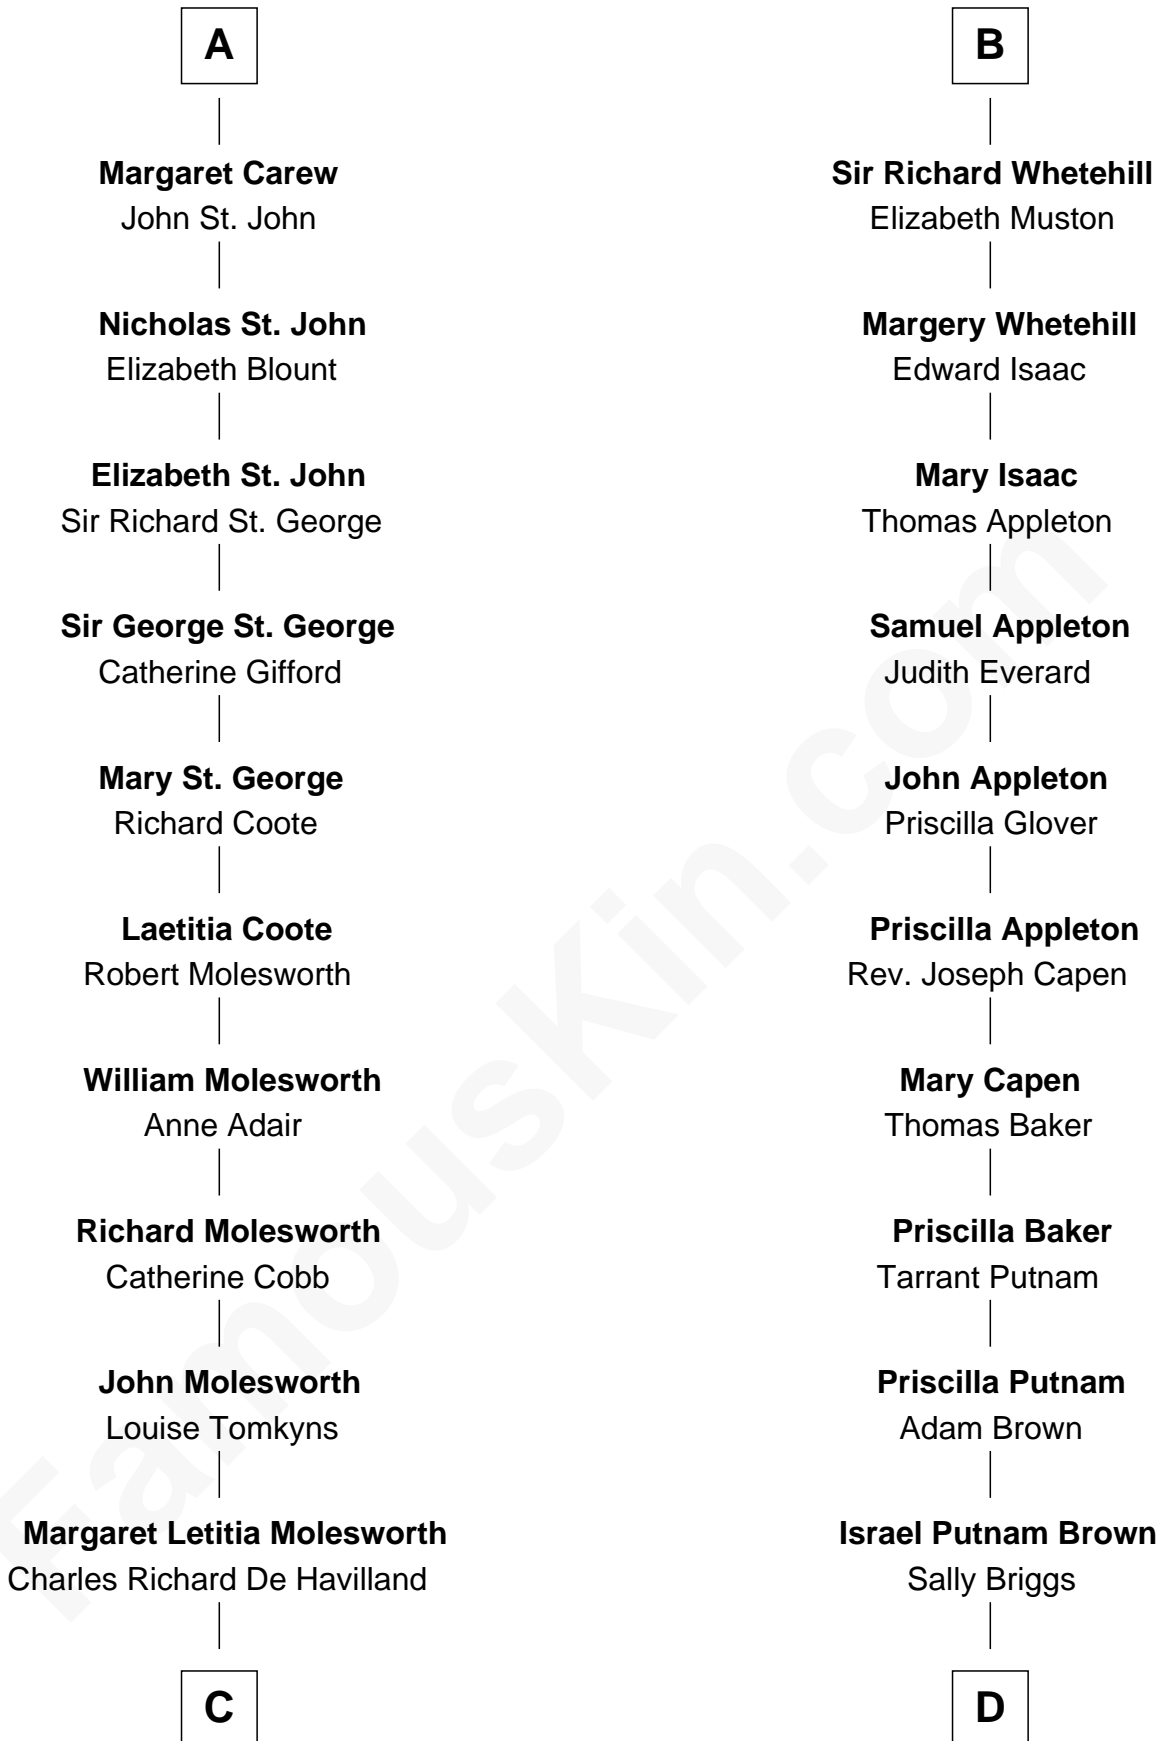 A
Margaret Carew
John St. John
Nicholas St. John
Elizabeth Blount
Elizabeth St. John
Sir Richard St. George
Sir George St. George
Catherine Gifford
Mary St. George
Richard Coote
Laetitia Coote
Robert Molesworth
William Molesworth
Anne Adair
Richard Molesworth
Catherine Cobb
John Molesworth
Louise Tomkyns
Margaret Letitia Molesworth
Charles Richard De Havilland
C
B
Sir Richard Whetehill
Elizabeth Muston
Margery Whetehill
Edward Isaac
Mary Isaac
Thomas Appleton
Samuel Appleton
Judith Everard
John Appleton
Priscilla Glover
Priscilla Appleton
Rev. Joseph Capen
Mary Capen
Thomas Baker
Priscilla Baker
Tarrant Putnam
Priscilla Putnam
Adam Brown
Israel Putnam Brown
Sally Briggs
D
FamousKin.com